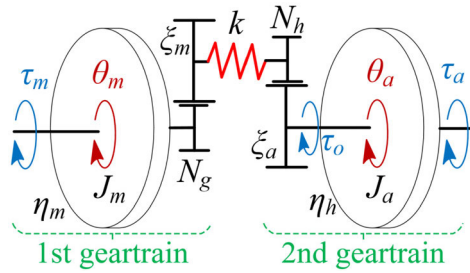 ξm k Nh
τm θm θa τa
Jm Ng ξa τo Ja
ηm ηh
1st geartrain 2nd geartrain